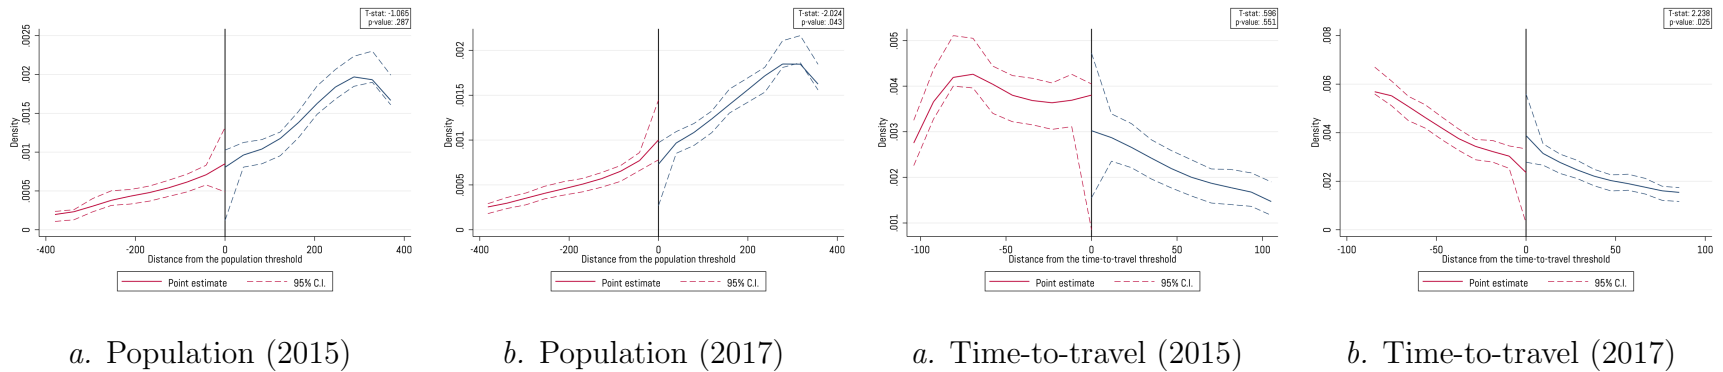 T-stat: -1.065
p-value: .287
Density
0
.0005
.001
.0015
.002
.0025
-400
-200
0
200
400
Distance from the population threshold
Point estimate
95% C.I.
a. Population (2015)
T-stat: -2.024
p-value: .043
Density
0
.0005
.001
.0015
.002
-400
-200
0
200
400
Distance from the population threshold
Point estimate
95% C.I.
b. Population (2017)
T-stat: .596
p-value: .551
Density
.001
.002
.003
.004
.005
-100
-50
0
50
100
Distance from the time-to-travel threshold
Point estimate
95% C.I.
a. Time-to-travel (2015)
T-stat: 2.238
p-value: .025
Density
0
.002
.004
.006
.008
-100
-50
0
50
100
Distance from the time-to-travel threshold
Point estimate
95% C.I.
b. Time-to-travel (2017)